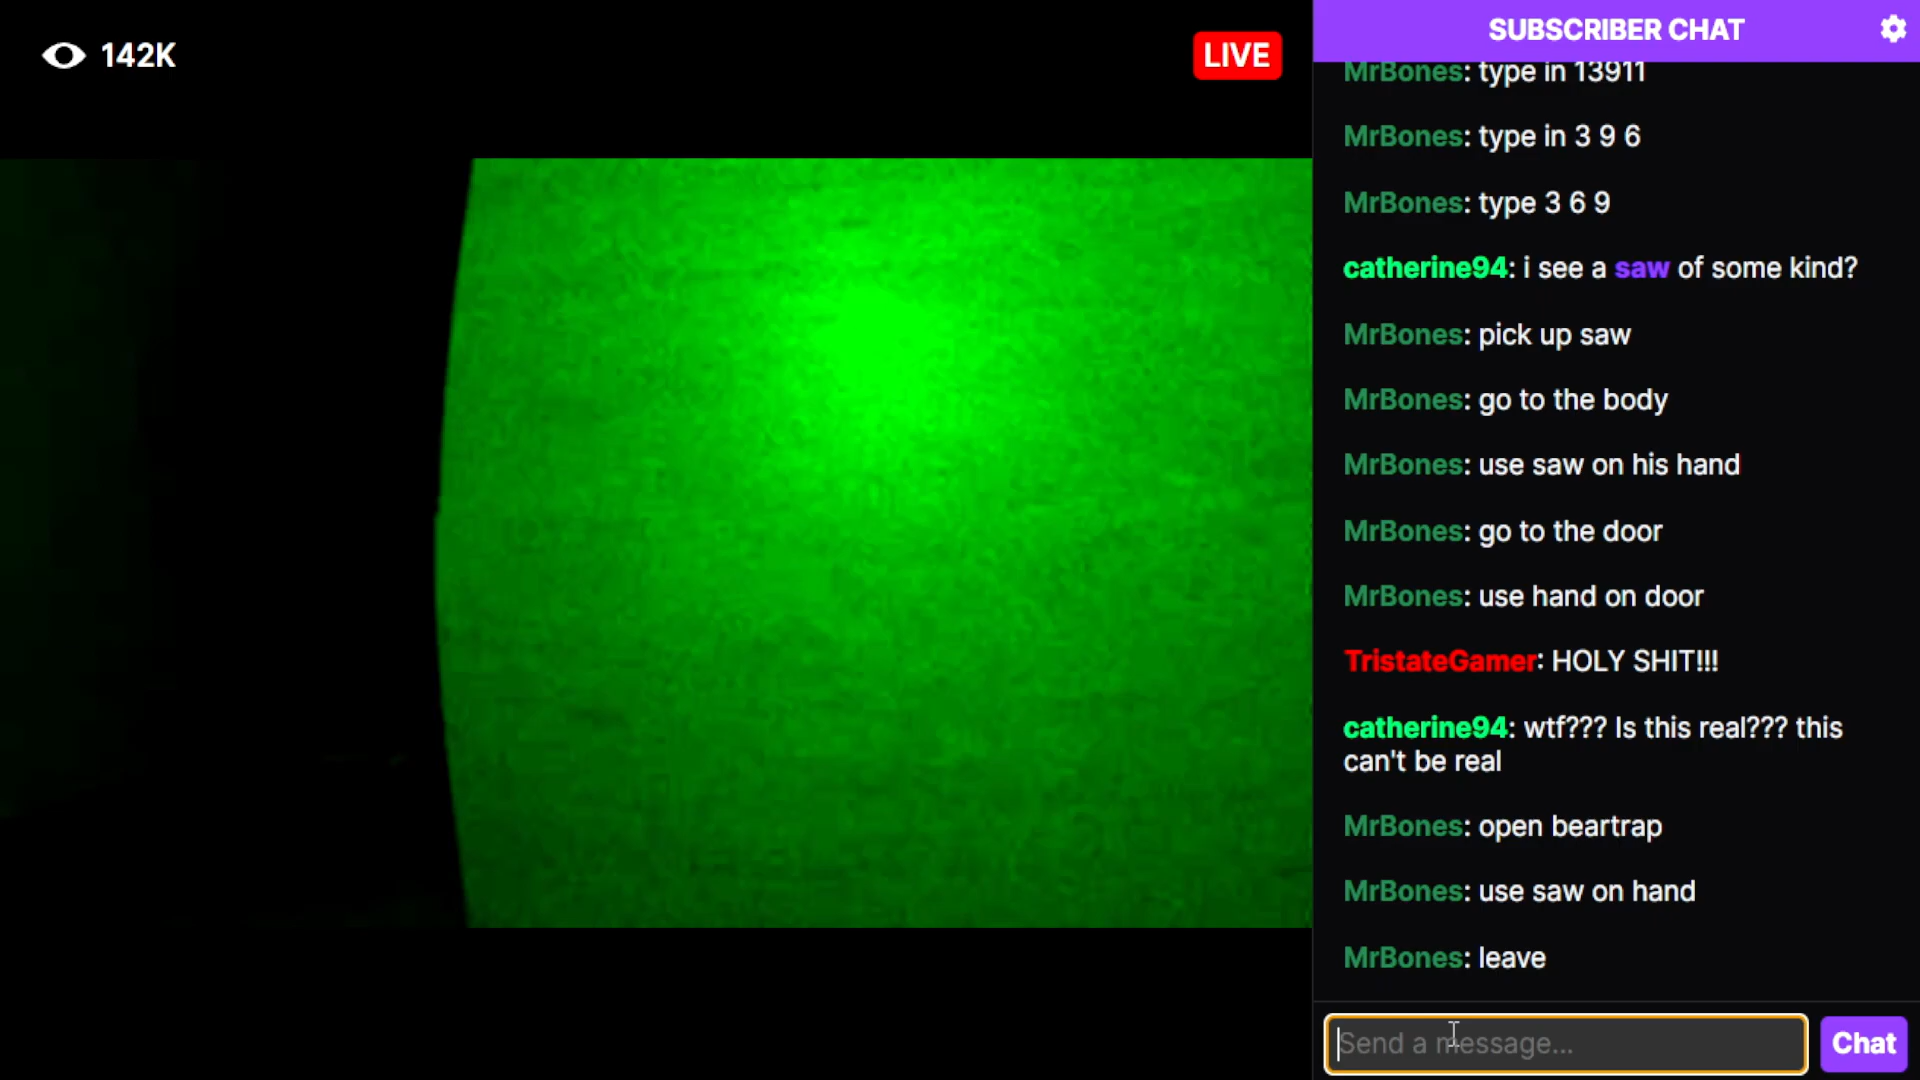 142K
LIVE
SUBSCRIBER CHAT
MrBones: type in 13911
MrBones: type in 3 9 6
MrBones: type 3 6 9
catherine94: i see a saw of some kind?
MrBones: pick up saw
MrBones: go to the body
MrBones: use saw on his hand
MrBones: go to the door
MrBones: use hand on door
TristateGamer: HOLY SHIT!!!
catherine94: wtf??? Is this real??? this
can't be real
MrBones: open beartrap
MrBones: use saw on hand
MrBones: leave
Send a message...
Chat